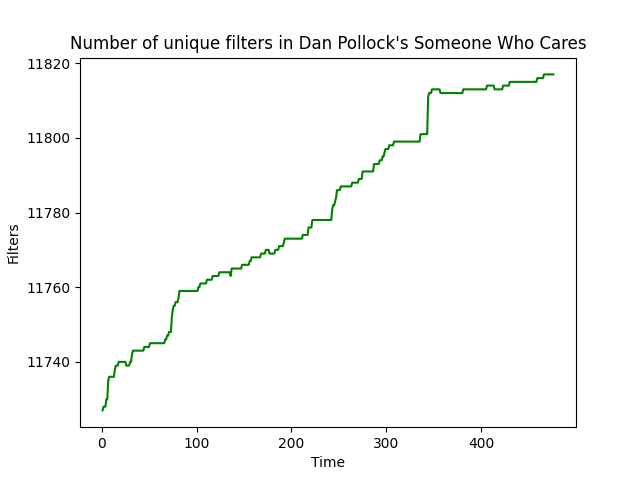 Number of unique filters in Dan Pollock's Someone Who Cares
11820
11800
11780
11760
11740
Filters
0 100 200 300 400
Time